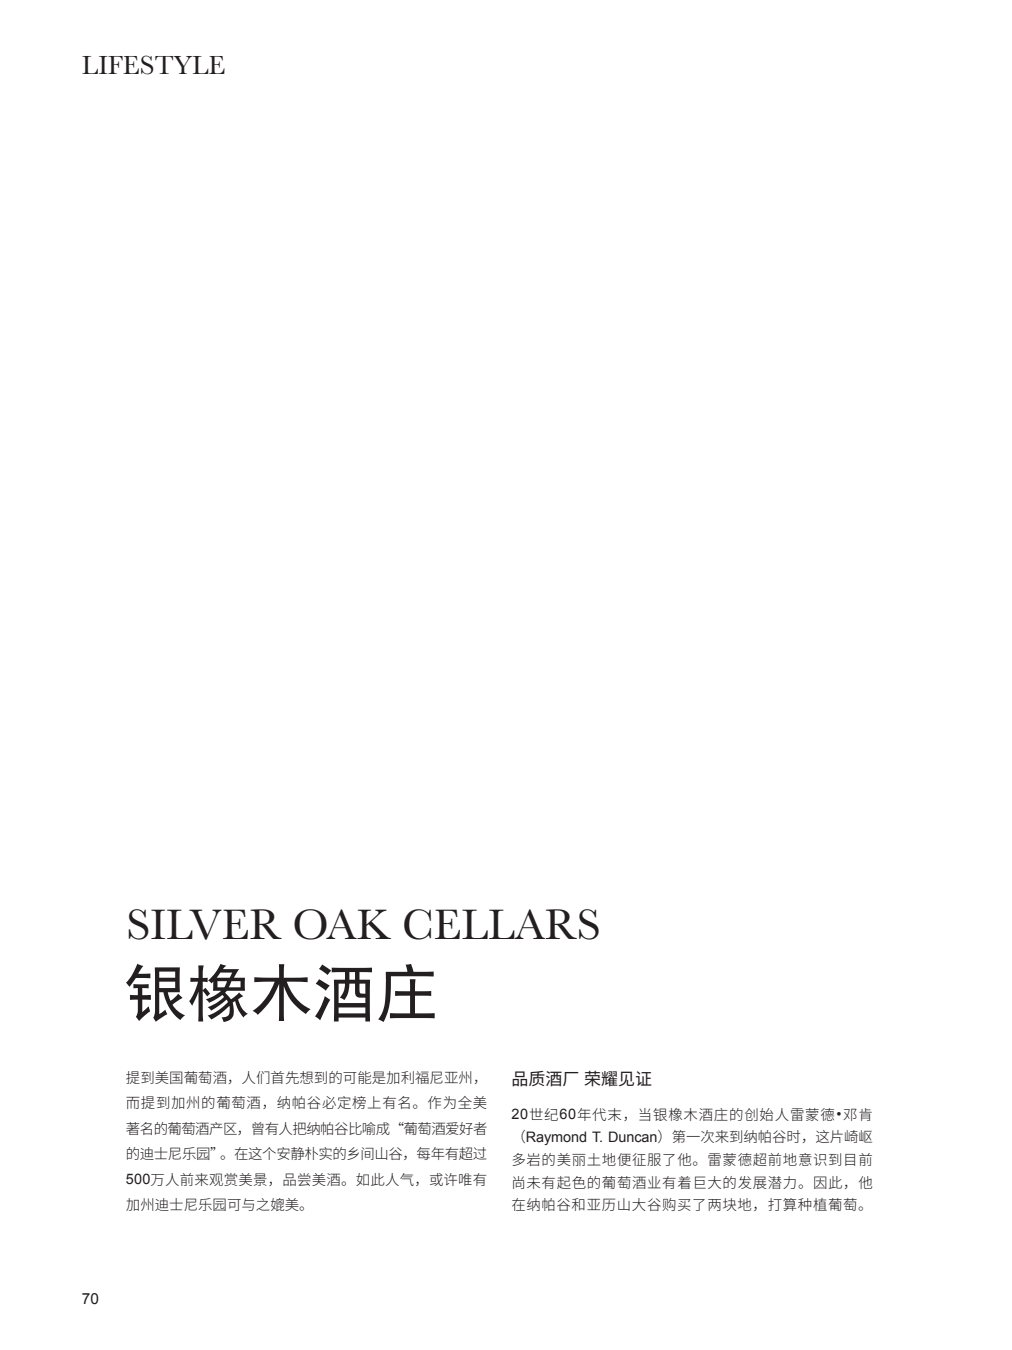 LIFESTYLE
SILVER OAK CELLARS
银橡木酒庄
提到美国葡萄酒，人们首先想到的可能是加利福尼亚州，
而提到加州的葡萄酒，纳帕谷必定榜上有名。作为全美
著名的葡萄酒产区，曾有人把纳帕谷比喻成“葡萄酒爱好者
的迪士尼乐园”。在这个安静朴实的乡间山谷，每年有超过
500万人前来观赏美景，品尝美酒。如此人气，或许唯有
加州迪士尼乐园可与之媲美。
品质酒厂 荣耀见证
20世纪60年代末，当银橡木酒庄的创始人雷蒙德•邓肯
（Raymond T. Duncan）第一次来到纳帕谷时，这片崎岖
多岩的美丽土地便征服了他。雷蒙德超前地意识到目前
尚未有起色的葡萄酒业有着巨大的发展潜力。因此，他
在纳帕谷和亚历山大谷购买了两块地，打算种植葡萄。
70